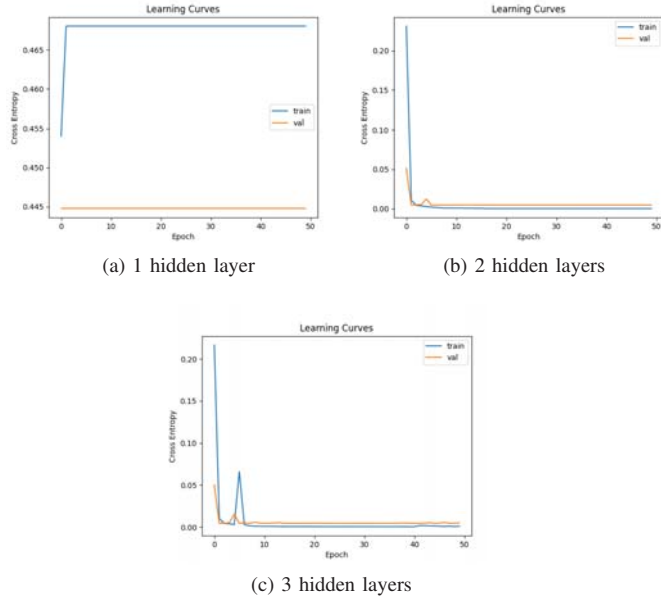 Learning Curves
0.465
0.460
0.455
0.450
0.445
Cross Entropy
train
val
0 10 20 30 40 50
Epoch
(a) 1 hidden layer
Learning Curves
0.20
0.15
0.10
0.05
0.00
Cross Entropy
train
val
0 10 20 30 40 50
Epoch
(b) 2 hidden layers
Learning Curves
0.20
0.15
0.10
0.05
0.00
Cross Entropy
train
val
0 10 20 30 40 50
Epoch
(c) 3 hidden layers